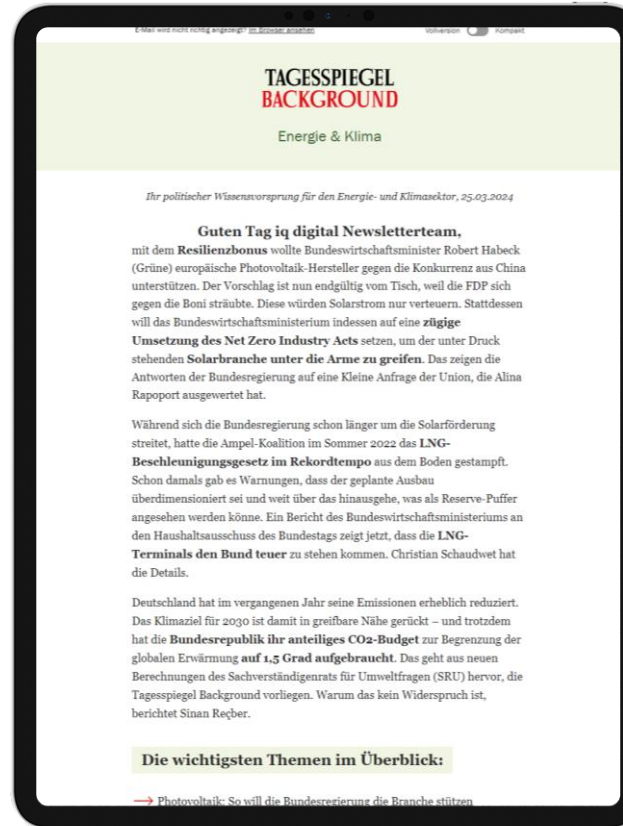 E-Mail wird nicht richtig angezeigt? Im Browser ansehen
Vollversion Kompakt
TAGESSPIEGEL
BACKGROUND
Energie & Klima
Ihr politischer Wissensvorsprung für den Energie- und Klimasektor, 25.03.2024
Guten Tag iq digital Newsletterteam,
mit dem Resilienzbonus wollte Bundeswirtschaftsminister Robert Habeck
(Grüne) europäische Photovoltaik-Hersteller gegen die Konkurrenz aus China
unterstützen. Der Vorschlag ist nun endgültig vom Tisch, weil die FDP sich
gegen die Boni sträubte. Diese würden Solarstrom nur verteuern. Stattdessen
will das Bundeswirtschaftsministerium indessen auf eine zügige
Umsetzung des Net Zero Industry Acts setzen, um der unter Druck
stehenden Solarbranche unter die Arme zu greifen. Das zeigen die
Antworten der Bundesregierung auf eine Kleine Anfrage der Union, die Alina
Rapoport ausgewertet hat.
Während sich die Bundesregierung schon länger um die Solarförderung
streitet, hatte die Ampel-Koalition im Sommer 2022 das LNG-
Beschleunigungsgesetz im Rekordtempo aus dem Boden gestampft.
Schon damals gab es Warnungen, dass der geplante Ausbau
überdimensioniert sei und weit über das hinausgehe, was als Reserve-Puffer
angesehen werden könne. Ein Bericht des Bundeswirtschaftsministeriums an
den Haushaltsausschuss des Bundestags zeigt jetzt, dass die LNG-
Terminals den Bund teuer zu stehen kommen. Christian Schaudwet hat
die Details.
Deutschland hat im vergangenen Jahr seine Emissionen erheblich reduziert.
Das Klimaziel für 2030 ist damit in greifbare Nähe gerückt – und trotzdem
hat die Bundesrepublik ihr anteiliges CO2-Budget zur Begrenzung der
globalen Erwärmung auf 1,5 Grad aufgebraucht. Das geht aus neuen
Berechnungen des Sachverständigenrats für Umweltfragen (SRU) hervor, die
Tagesspiegel Background vorliegen. Warum das kein Widerspruch ist,
berichtet Sinan Reçber.
Die wichtigsten Themen im Überblick:
→ Photovoltaik: So will die Bundesregierung die Branche stützen